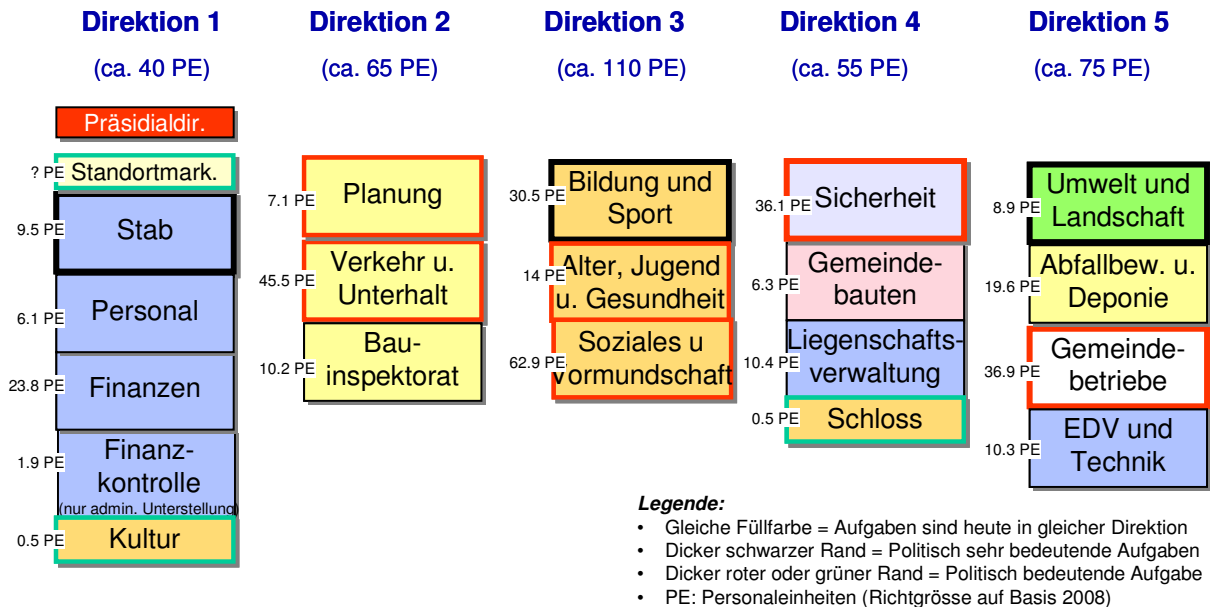 Direktion 1
(ca. 40 PE)
Präsidialdir.
? PE Standortmark.
9.5 PE Stab
6.1 PE Personal
23.8 PE Finanzen
1.9 PE Finanz-
kontrolle
(nur admin. Unterstellung)
0.5 PE Kultur
Direktion 2
(ca. 65 PE)
7.1 PE Planung
45.5 PE Verkehr u.
Unterhalt
10.2 PE Bau-
inspektorat
Direktion 3
(ca. 110 PE)
30.5 PE Bildung und
Sport
14 PE Alter, Jugend
u. Gesundheit
62.9 PE Soziales u
Vormundschaft
Direktion 4
(ca. 55 PE)
36.1 PE Sicherheit
6.3 PE Gemeinde-
bauten
10.4 PE Liegenschafts-
verwaltung
0.5 PE Schloss
Direktion 5
(ca. 75 PE)
8.9 PE Umwelt und
Landschaft
19.6 PE Abfallbew. u.
Deponie
36.9 PE Gemeinde-
betriebe
10.3 PE EDV und
Technik
Legende:
• Gleiche Füllfarbe = Aufgaben sind heute in gleicher Direktion
• Dicker schwarzer Rand = Politisch sehr bedeutende Aufgaben
• Dicker roter oder grüner Rand = Politisch bedeutende Aufgabe
• PE: Personaleinheiten (Richtgrösse auf Basis 2008)